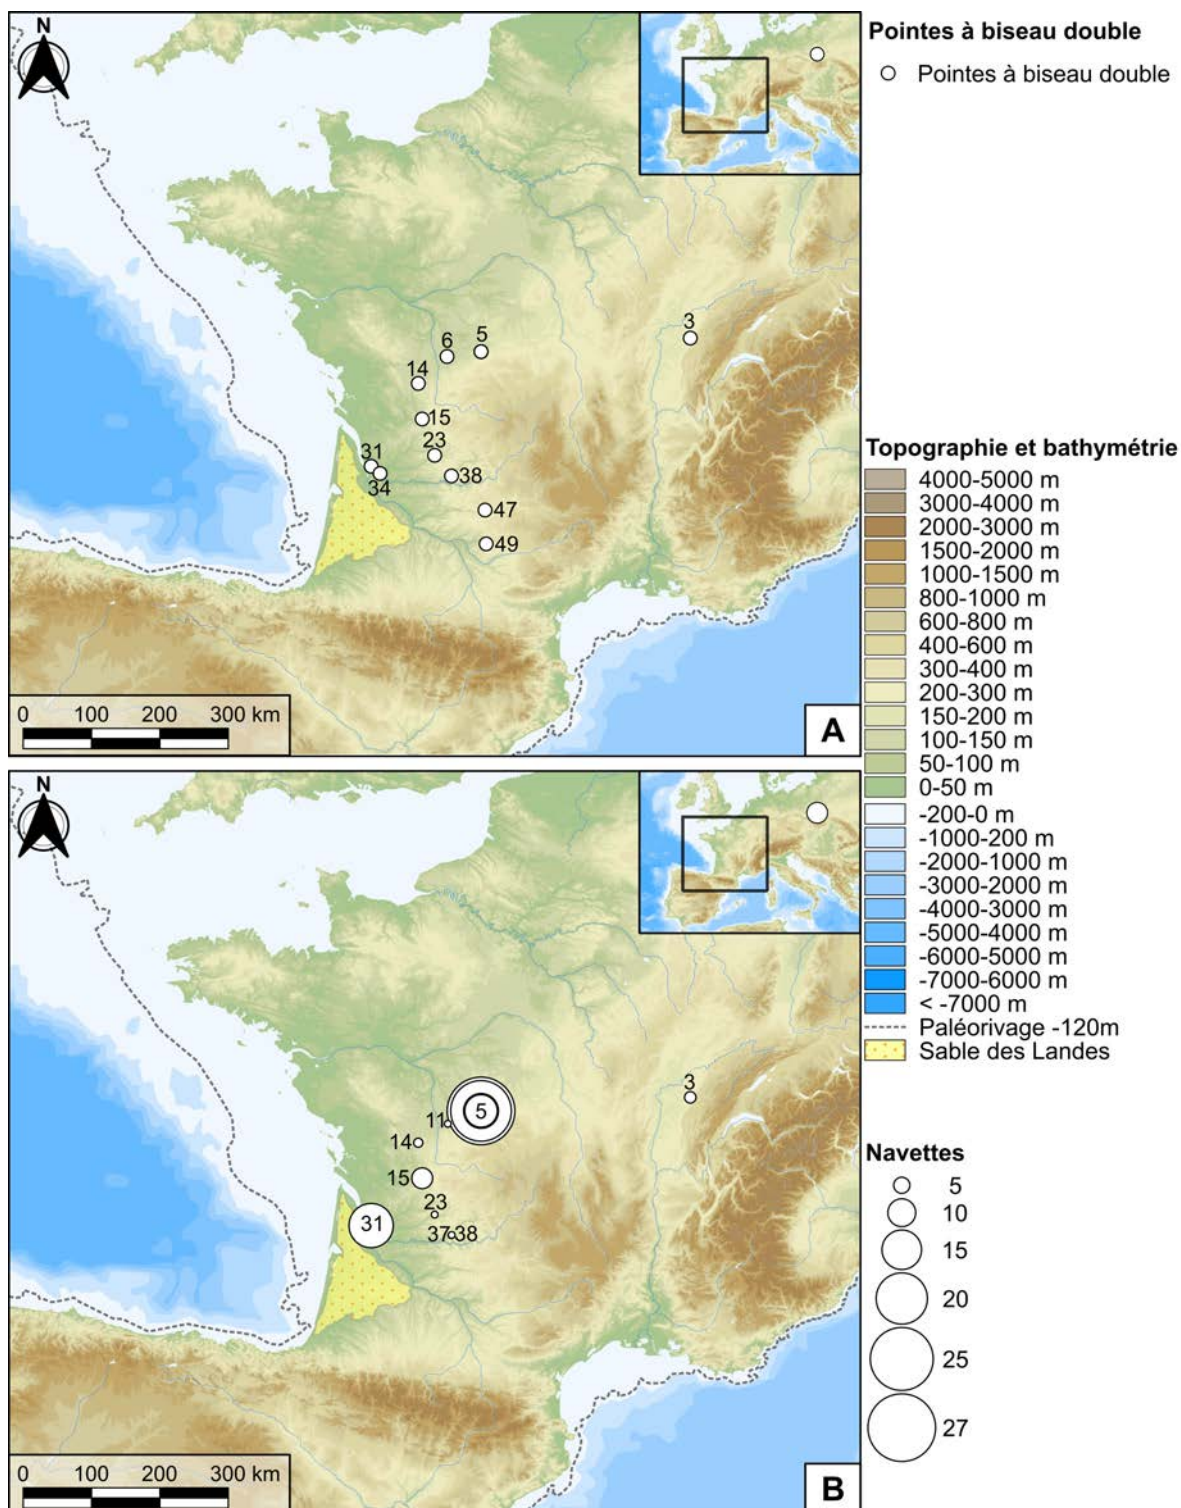 N
3
5
6
14
15
23
31
34
38
47
49
0 100 200 300 km
A
Pointes à biseau double
Pointes à biseau double
Topographie et bathymétrie
4000-5000 m
3000-4000 m
2000-3000 m
1500-2000 m
1000-1500 m
800-1000 m
600-800 m
400-600 m
300-400 m
200-300 m
150-200 m
100-150 m
50-100 m
0-50 m
-200-0 m
-1000-200 m
-2000-1000 m
-3000-2000 m
-4000-3000 m
-5000-4000 m
-6000-5000 m
-7000-6000 m
< -7000 m
Paléorivage -120m
Sable des Landes
N
3
5
11
14
15
23
31
37 38
0 100 200 300 km
B
Navettes
5
10
15
20
25
27